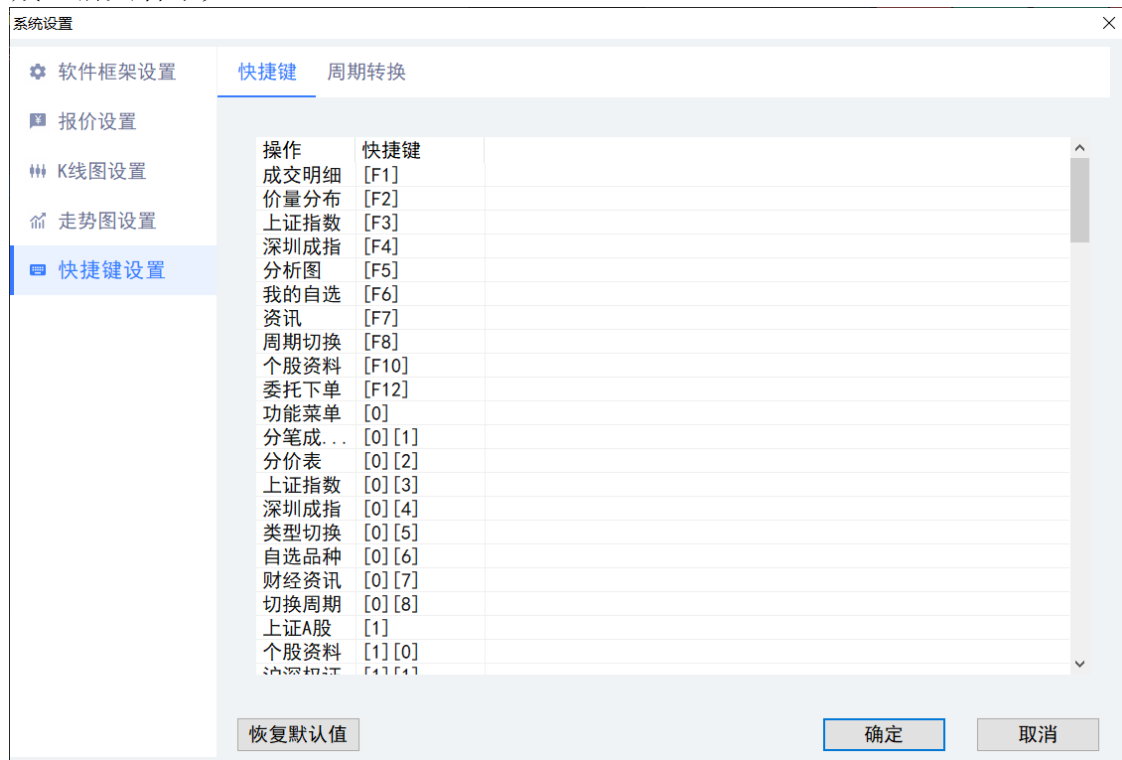 系统设置
软件框架设置
报价设置
K线图设置
走势图设置
快捷键设置
快捷键 周期转换
操作 快捷键
成交明细 [F1]
价量分布 [F2]
上证指数 [F3]
深圳成指 [F4]
分析图 [F5]
我的自选 [F6]
资讯 [F7]
周期切换 [F8]
个股资料 [F10]
委托下单 [F12]
功能菜单 [0]
分笔成... [0][1]
分价表 [0][2]
上证指数 [0][3]
深圳成指 [0][4]
类型切换 [0][5]
自选品种 [0][6]
财经资讯 [0][7]
切换周期 [0][8]
上证A股 [1]
个股资料 [1][0]
沪深权证 [1][1]
恢复默认值 确定 取消